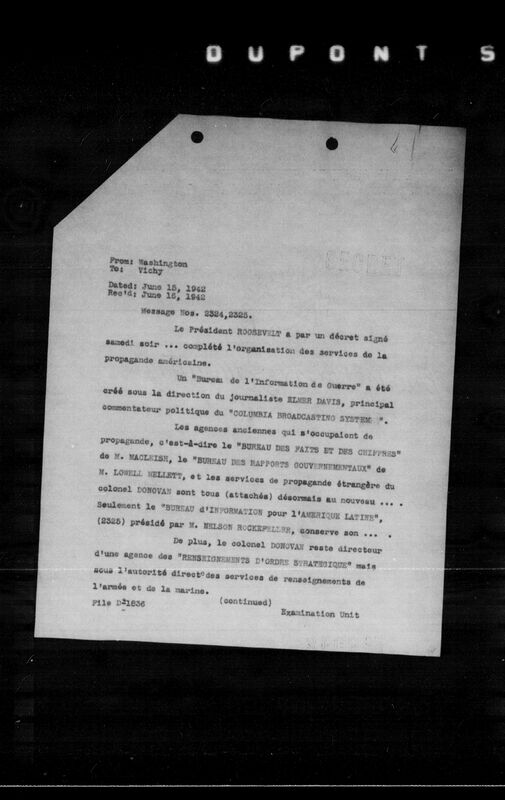 DUPONT S
From: Washington
To: Vichy
Dated: June 15, 1942
Rec'd: June 16, 1942
Message Nos. 2324,2325.
Le Président ROOSEVELT a par un décret signé
samedi soir ... complété l'organisation des services de la
propagande américaine.
Un "Bureau de l'Information de Guerre" a été
créé sous la direction du journaliste ELMER DAVIS, principal
commentateur politique du "COLUMBIA BROADCASTING SYSTEM ".
Les agences anciennes qui s'occupaient de
propagande, c'est-à-dire le "BUREAU DES FAITS ET DES CHIFFRES"
de M. MACLEISH, le "BUREAU DES RAPPORTS GOUVERNEMENTAUX" de
M. LOWELL MELLETT, et les services de propagande étrangère du
colonel DONOVAN sont tous (attachés) désormais au nouveau ... .
Seulement le "BUREAU d'INFORMATION pour l'AMERIQUE LATINE",
(2325) présidé par M. NELSON ROCKEFELLER, conserve son ... .
De plus, le colonel DONOVAN reste directeur
d'une agence des "RENSEIGNEMENTS D'ORDRE STRATEGIQUE" mais
sous l'autorité directe des services de renseignements de
l'armée et de la marine.
File D-1836
(continued)
Examination Unit